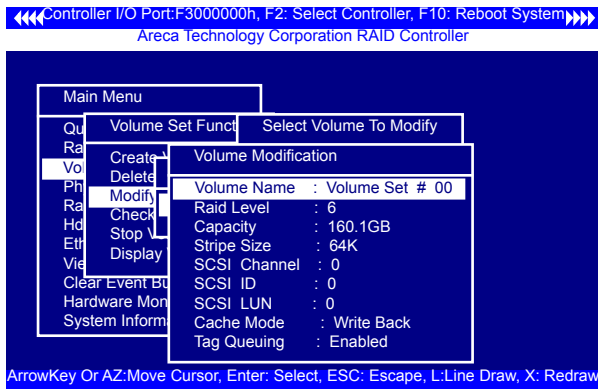 Controller I/O Port:F3000000h, F2: Select Controller, F10: Reboot System
Areca Technology Corporation RAID Controller
Main Menu
Volume Set Funct
Select Volume To Modify
Volume Modification
Create
Delete
Modify
Check
Stop
Display
Clear Event
Hardware Mon
System Inform
Volume Name : Volume Set # 00
Raid Level : 6
Capacity : 160.1GB
Stripe Size : 64K
SCSI Channel : 0
SCSI ID : 0
SCSI LUN : 0
Cache Mode : Write Back
Tag Queuing : Enabled
ArrowKey Or AZ:Move Cursor, Enter: Select, ESC: Escape, L:Line Draw, X: Redraw